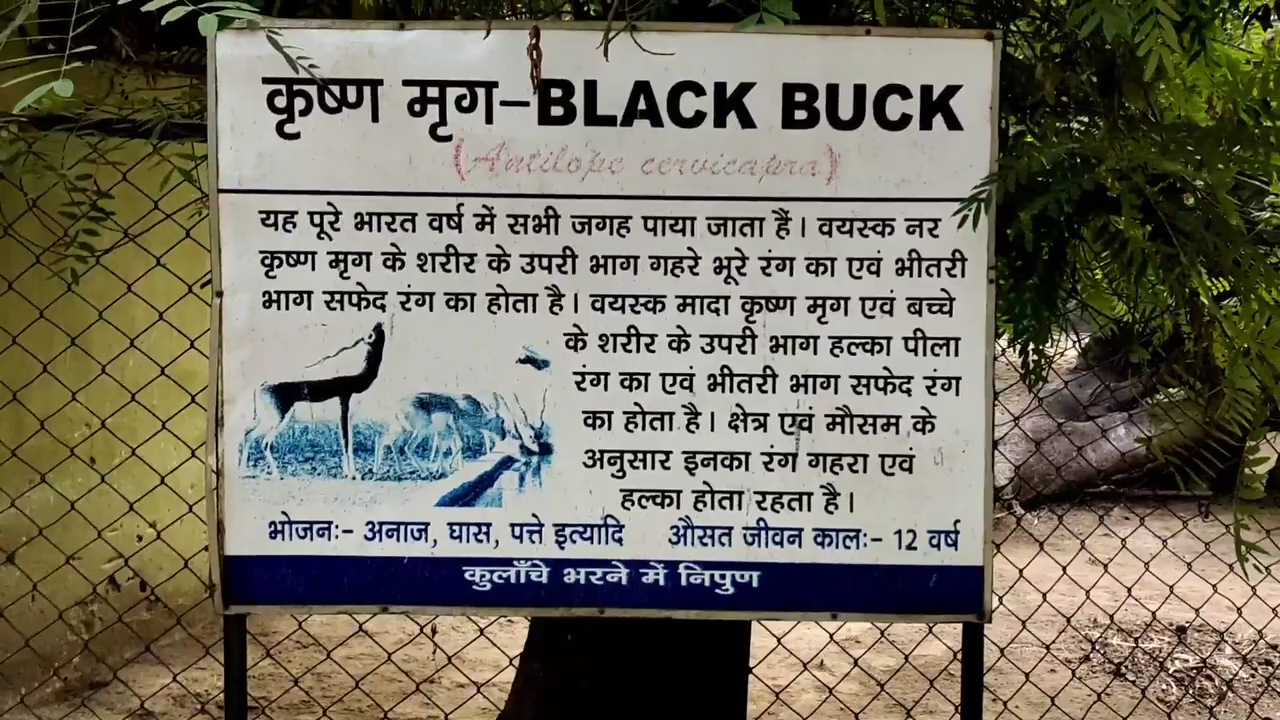 कृष्ण मृग–BLACK BUCK
(Antilope cervicapra)
यह पूरे भारत वर्ष में सभी जगह पाया जाता हैं। वयस्क नर
कृष्ण मृग के शरीर के उपरी भाग गहरे भूरे रंग का एवं भीतरी
भाग सफेद रंग का होता है। वयस्क मादा कृष्ण मृग एवं बच्चे
के शरीर के उपरी भाग हल्का पीला
रंग का एवं भीतरी भाग सफेद रंग
का होता है। क्षेत्र एवं मौसम के
अनुसार इनका रंग गहरा एवं
हल्का होता रहता है।
भोजनः- अनाज, घास, पत्ते इत्यादि औसत जीवन कालः- 12 वर्ष
कुलाँचे भरने में निपुण